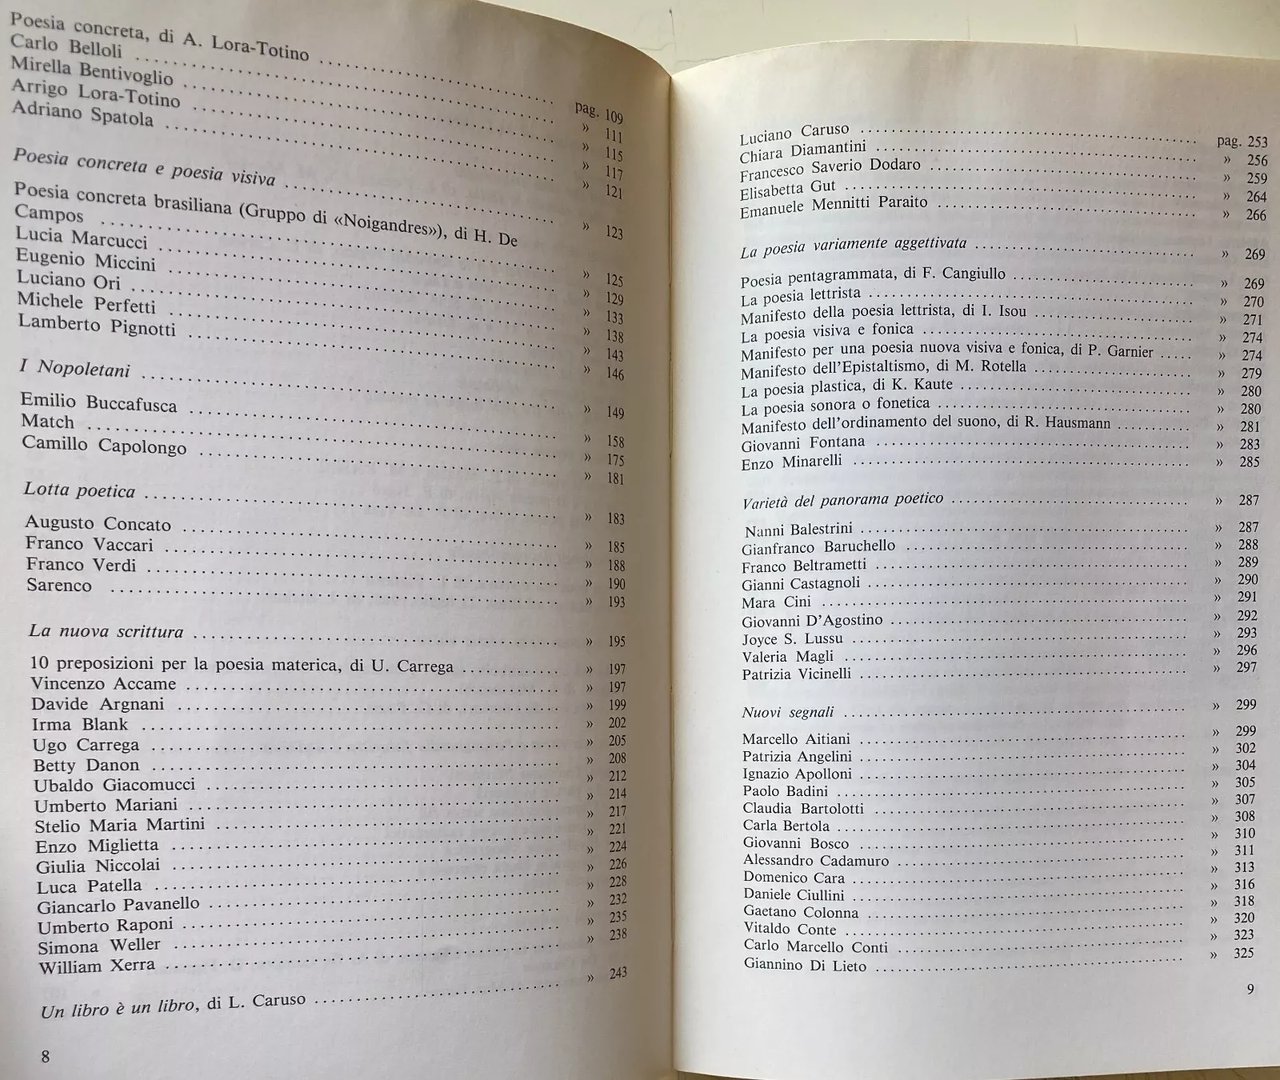 Poesia concreta, di A. Lora-Totino ........ pag. 109
Carlo Belloli ........ » 111
Mirella Bentivoglio ........ » 115
Arrigo Lora-Totino ........ » 117
Adriano Spatola ........ » 121
Poesia concreta e poesia visiva ........ » 123
Poesia concreta brasiliana (Gruppo di «Noigandres»), di H. De
Campos ........ » 125
Lucia Marcucci ........ » 129
Eugenio Miccini ........ » 133
Luciano Ori ........ » 138
Michele Perfetti ........ » 143
Lamberto Pignotti ........ » 146
I Nopoletani ........ » 149
Emilio Buccafusca ........ » 158
Match ........ » 175
Camillo Capolongo ........ » 181
Lotta poetica ........ » 183
Augusto Concato ........ » 185
Franco Vaccari ........ » 188
Franco Verdi ........ » 190
Sarenco ........ » 193
La nuova scrittura ........ » 195
10 preposizioni per la poesia materica, di U. Carrega ........ » 197
Vincenzo Accame ........ » 197
Davide Argnani ........ » 199
Irma Blank ........ » 202
Ugo Carrega ........ » 205
Betty Danon ........ » 208
Ubaldo Giacomucci ........ » 212
Umberto Mariani ........ » 214
Stelio Maria Martini ........ » 217
Enzo Miglietta ........ » 221
Giulia Niccolai ........ » 224
Luca Patella ........ » 226
Giancarlo Pavanello ........ » 228
Umberto Raponi ........ » 232
Simona Weller ........ » 235
William Xerra ........ » 238
Un libro è un libro, di L. Caruso ........ » 243
8
Luciano Caruso ........ pag. 253
Chiara Diamantini ........ » 256
Francesco Saverio Dodaro ........ » 259
Elisabetta Gut ........ » 264
Emanuele Mennitti Paraito ........ » 266
La poesia variamente aggettivata ........ » 269
Poesia pentagrammata, di F. Cangiullo ........ » 269
La poesia lettrista ........ » 270
Manifesto della poesia lettrista, di I. Isou ........ » 271
La poesia visiva e fonica ........ » 274
Manifesto per una poesia nuova visiva e fonica, di P. Garnier ..... » 274
Manifesto dell'Epistaltismo, di M. Rotella ........ » 279
La poesia plastica, di K. Kaute ........ » 280
La poesia sonora o fonetica ........ » 280
Manifesto dell'ordinamento del suono, di R. Hausmann ........ » 281
Giovanni Fontana ........ » 283
Enzo Minarelli ........ » 285
Varietà del panorama poetico ........ » 287
Nanni Balestrini ........ » 287
Gianfranco Baruchello ........ » 288
Franco Beltrametti ........ » 289
Gianni Castagnoli ........ » 290
Mara Cini ........ » 291
Giovanni D'Agostino ........ » 292
Joyce S. Lussu ........ » 293
Valeria Magli ........ » 296
Patrizia Vicinelli ........ » 297
Nuovi segnali ........ » 299
Marcello Aitiani ........ » 299
Patrizia Angelini ........ » 302
Ignazio Apolloni ........ » 304
Paolo Badini ........ » 305
Claudia Bartolotti ........ » 307
Carla Bertola ........ » 308
Giovanni Bosco ........ » 310
Alessandro Cadamuro ........ » 311
Domenico Cara ........ » 313
Daniele Ciullini ........ » 316
Gaetano Colonna ........ » 318
Vitaldo Conte ........ » 320
Carlo Marcello Conti ........ » 323
Giannino Di Lieto ........ » 325
9